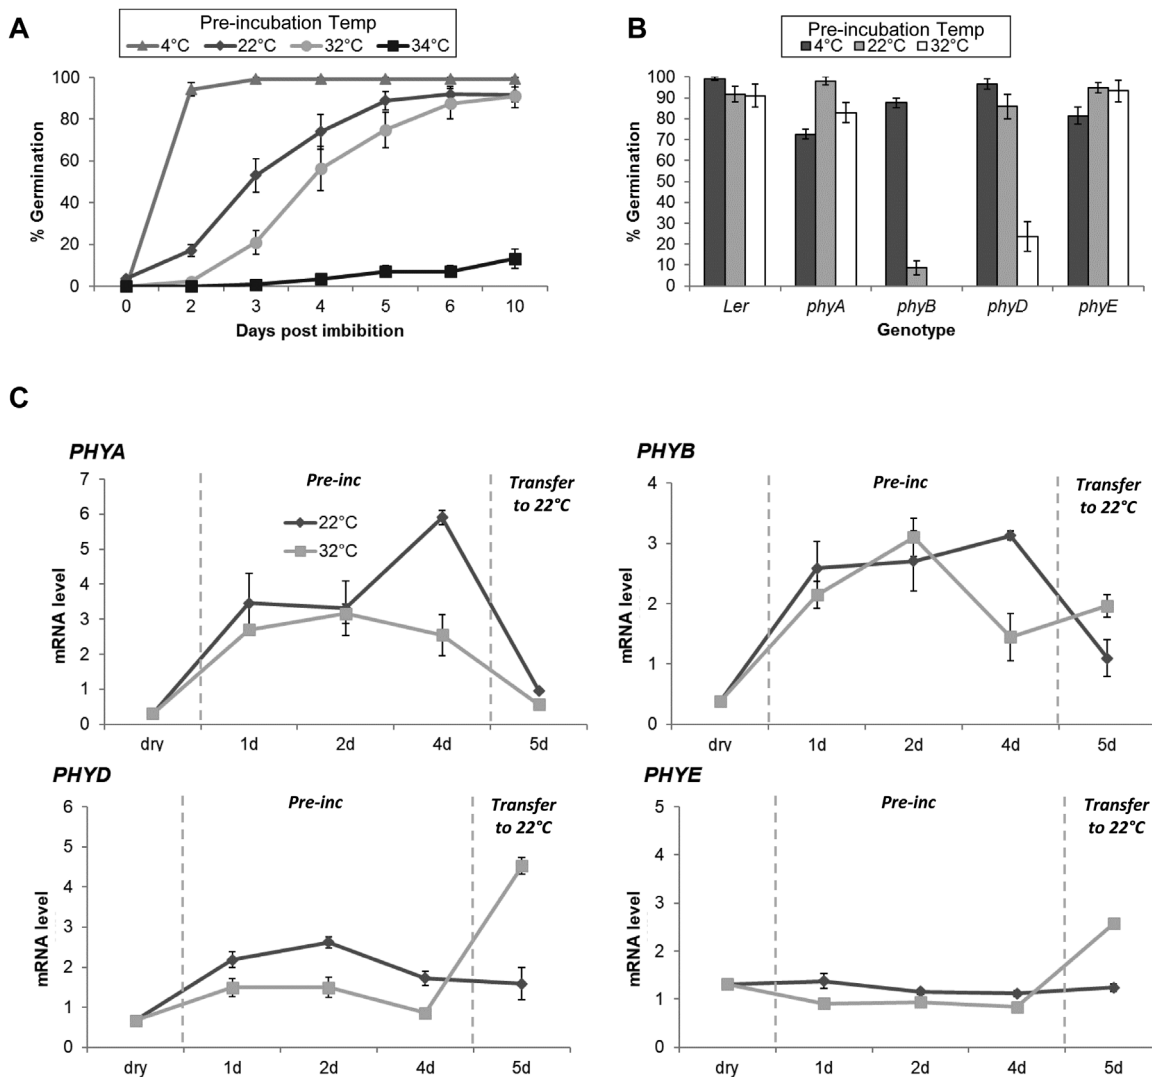 A
Pre-incubation Temp
4°C 22°C 32°C 34°C
100
80
60
40
20
0
% Germination
0 2 3 4 5 6 10
Days post imbibition
B
Pre-incubation Temp
4°C 22°C 32°C
100
90
80
70
60
50
40
30
20
10
0
% Germination
Ler phyA phyB phyD phyE
Genotype
C
PHYA
Pre-inc
Transfer
to 22°C
22°C
32°C
7
6
5
4
3
2
1
0
mRNA level
dry 1d 2d 4d 5d
PHYB
Pre-inc
Transfer
to 22°C
4
3
2
1
0
mRNA level
dry 1d 2d 4d 5d
PHYD
Pre-inc
Transfer
to 22°C
6
5
4
3
2
1
0
mRNA level
dry 1d 2d 4d 5d
PHYE
Pre-inc
Transfer
to 22°C
5
4
3
2
1
0
mRNA level
dry 1d 2d 4d 5d